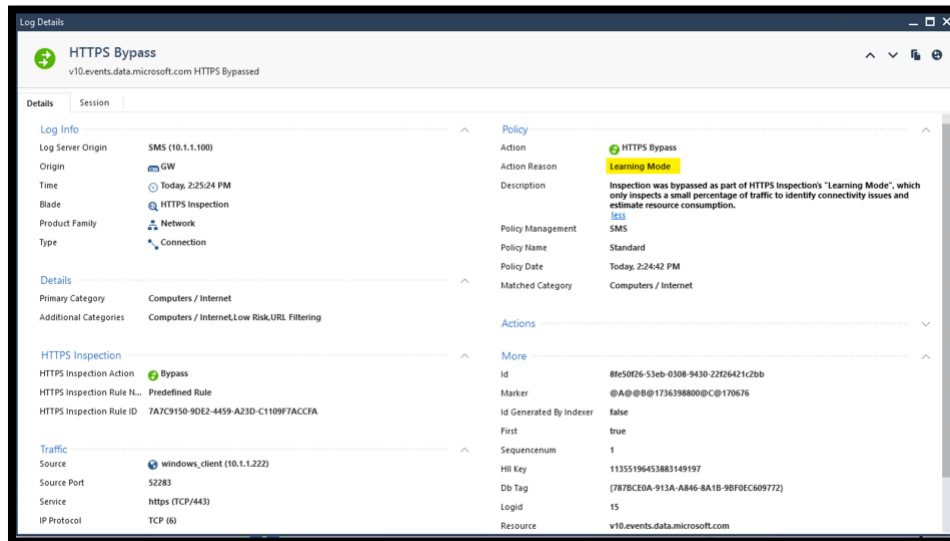 Log Details
HTTPS Bypass
v10.events.data.microsoft.com HTTPS Bypassed
Details Session
Log Info
Log Server Origin SMS (10.1.1.100)
Origin GW
Time Today, 2:25:24 PM
Blade HTTPS Inspection
Product Family Network
Type Connection
Details
Primary Category Computers / Internet
Additional Categories Computers / Internet,Low Risk,URL Filtering
HTTPS Inspection
HTTPS Inspection Action Bypass
HTTPS Inspection Rule N... Predefined Rule
HTTPS Inspection Rule ID 7A7C9150-9DE2-4459-A23D-C1109F7ACCFA
Traffic
Source windows_client (10.1.1.222)
Source Port 52283
Service https (TCP/443)
IP Protocol TCP (6)
Policy
Action HTTPS Bypass
Action Reason Learning Mode
Description Inspection was bypassed as part of HTTPS Inspection's "Learning Mode", which
only inspects a small percentage of traffic to identify connectivity issues and
estimate resource consumption.
less
Policy Management SMS
Policy Name Standard
Policy Date Today, 2:24:42 PM
Matched Category Computers / Internet
Actions
More
Id 8fe50f26-53eb-0308-9430-22f26421c2bb
Marker @A@@B@1736398800@C@170676
Id Generated By Indexer false
First true
Sequencenum 1
Hll Key 11355196453883149197
Db Tag {787BCE0A-913A-A846-8A1B-9BF0EC609772}
Logid 15
Resource v10.events.data.microsoft.com